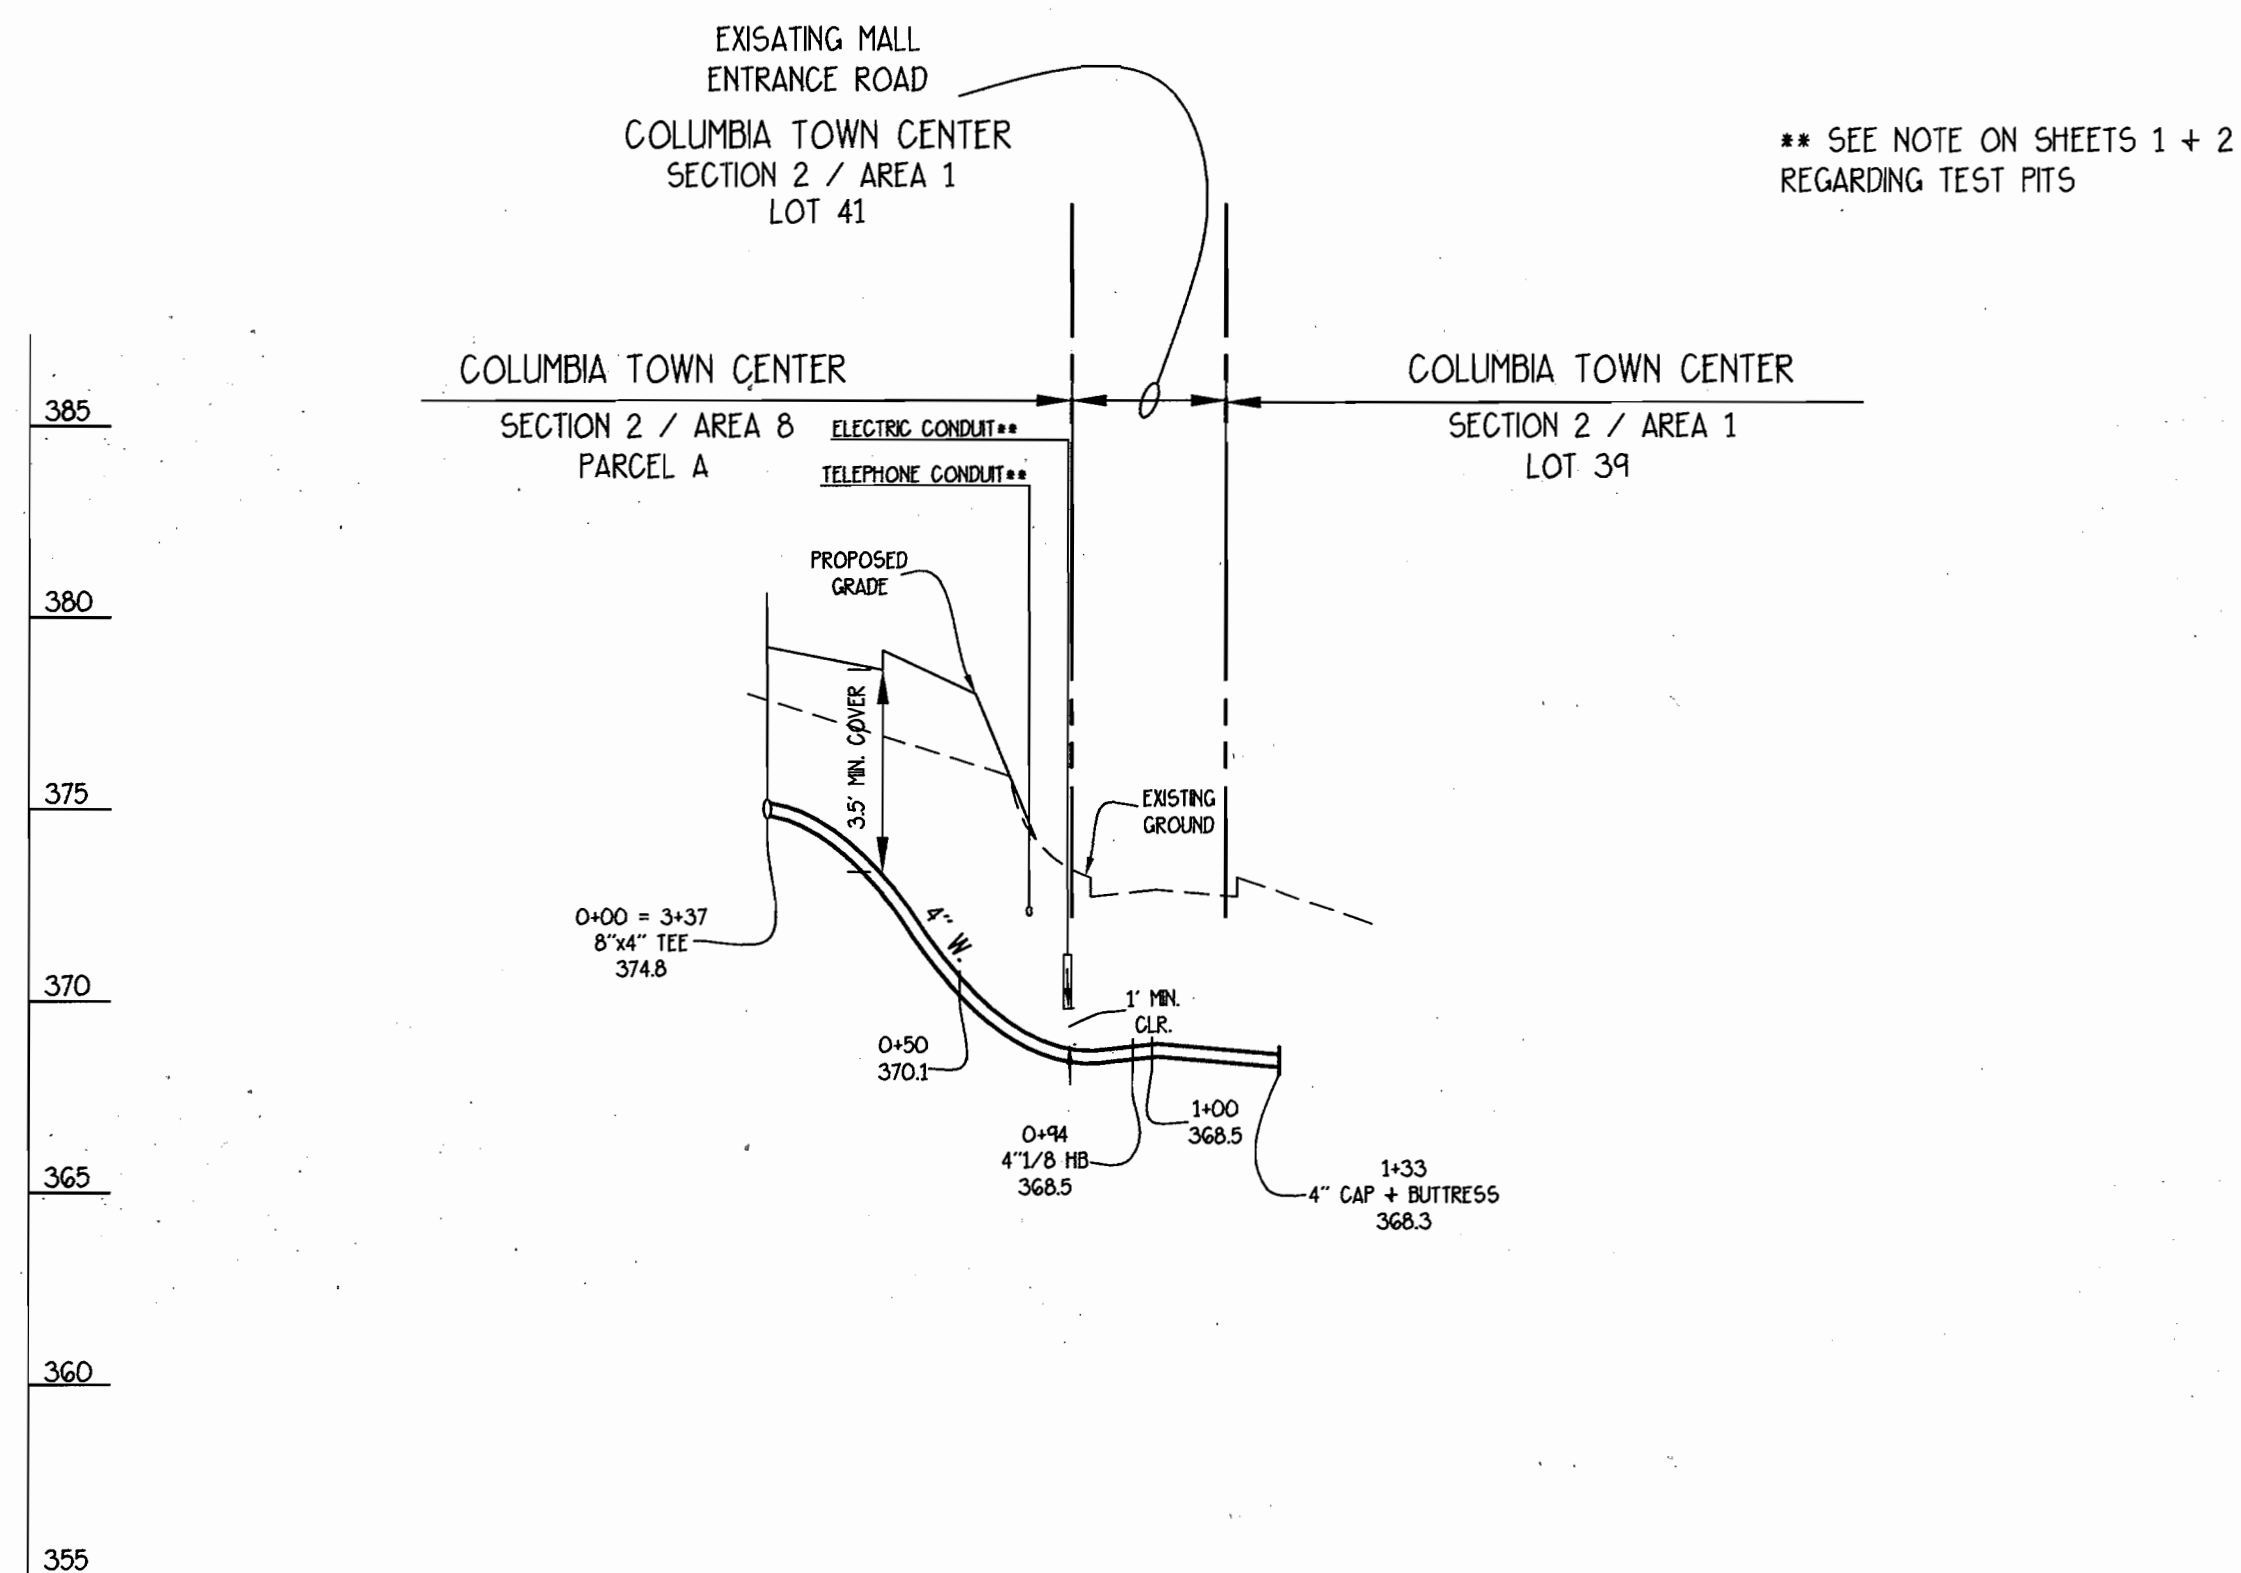 EXISATING MALL
ENTRANCE ROAD
COLUMBIA TOWN CENTER
SECTION 2 / AREA 1
LOT 41
** SEE NOTE ON SHEETS 1 + 2
REGARDING TEST PITS
COLUMBIA TOWN CENTER
SECTION 2 / AREA 8
PARCEL A
COLUMBIA TOWN CENTER
SECTION 2 / AREA 1
LOT 39
ELECTRIC CONDUIT**
TELEPHONE CONDUIT**
385
380
375
370
365
360
355
PROPOSED
GRADE
3.5' MIN. COVER
EXISTING
GROUND
4" W.
0+00 = 3+37
8"x4" TEE
374.8
0+50
370.1
1' MIN.
CLR.
0+94
4"1/8 HB
368.5
1+00
368.5
1+33
4" CAP + BUTTRESS
368.3